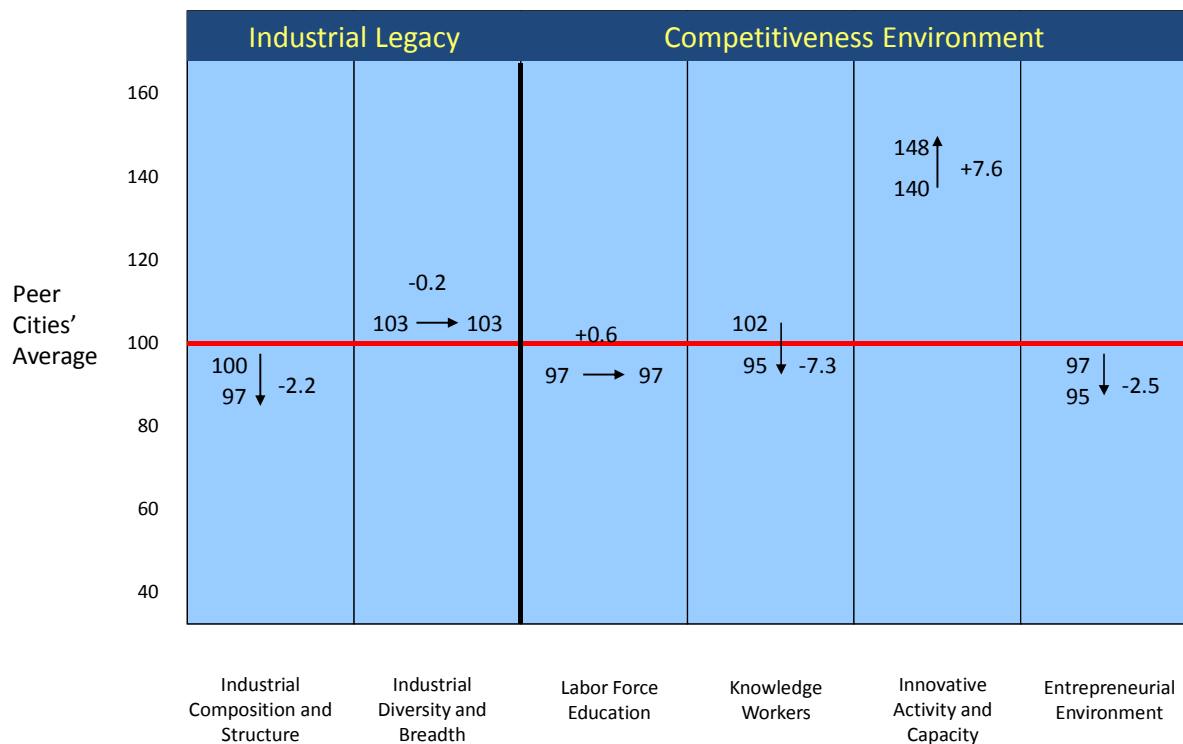 Industrial Legacy
Competitiveness Environment
160
140
120
100
80
60
40
Peer
Cities’
Average
100
97
-2.2
-0.2
103
103
+0.6
97
97
102
95
-7.3
148
140
+7.6
97
95
-2.5
Industrial
Composition and
Structure
Industrial
Diversity and
Breadth
Labor Force
Education
Knowledge
Workers
Innovative
Activity and
Capacity
Entrepreneurial
Environment